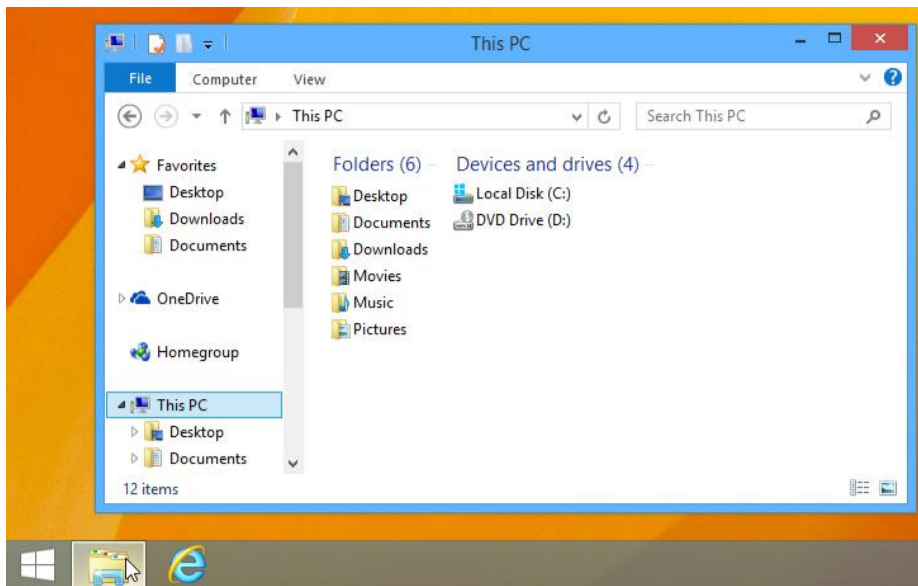 This PC
File Computer View
This PC Search This PC
Favorites
Desktop
Downloads
Documents
OneDrive
Homegroup
This PC
Desktop
Documents
Folders (6)
Desktop
Documents
Downloads
Movies
Music
Pictures
Devices and drives (4)
Local Disk (C:)
DVD Drive (D:)
12 items